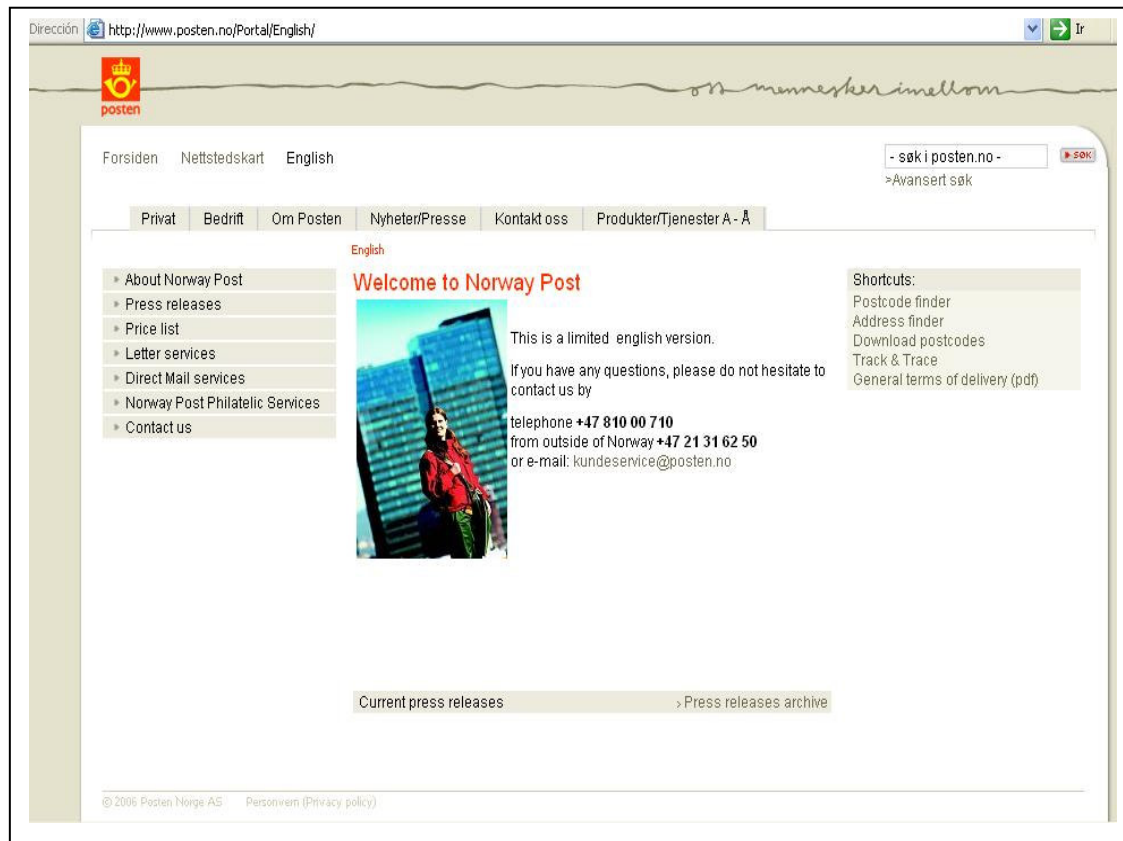 Dirección http://www.posten.no/Portal/English/ Ir
posten
oss mennesker imellom
Forsiden Nettstedskart English
- søk i posten.no - SØK
>Avansert søk
Privat Bedrift Om Posten Nyheter/Presse Kontakt oss Produkter/Tjenester A - Å
English
About Norway Post
Press releases
Price list
Letter services
Direct Mail services
Norway Post Philatelic Services
Contact us
Welcome to Norway Post
This is a limited english version.
If you have any questions, please do not hesitate to
contact us by
telephone +47 810 00 710
from outside of Norway +47 21 31 62 50
or e-mail: kundeservice@posten.no
Shortcuts:
Postcode finder
Address finder
Download postcodes
Track & Trace
General terms of delivery (pdf)
Current press releases › Press releases archive
© 2006 Posten Norge AS Personvern (Privacy policy)